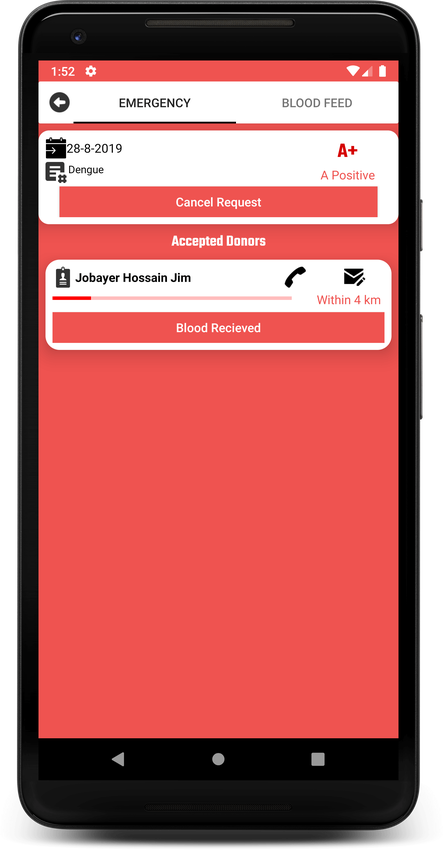 1:52
EMERGENCY BLOOD FEED
28-8-2019 A+
Dengue A Positive
Cancel Request
Accepted Donors
Jobayer Hossain Jim
Within 4 km
Blood Recieved